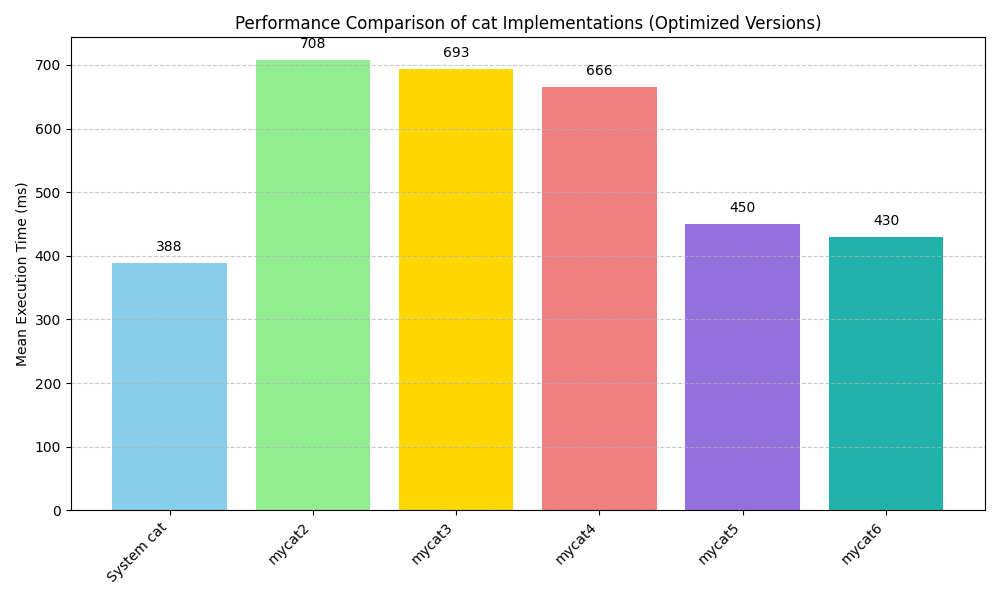 Performance Comparison of cat Implementations (Optimized Versions)
Mean Execution Time (ms)
700
600
500
400
300
200
100
0
388
708
693
666
450
430
System cat
mycat2
mycat3
mycat4
mycat5
mycat6